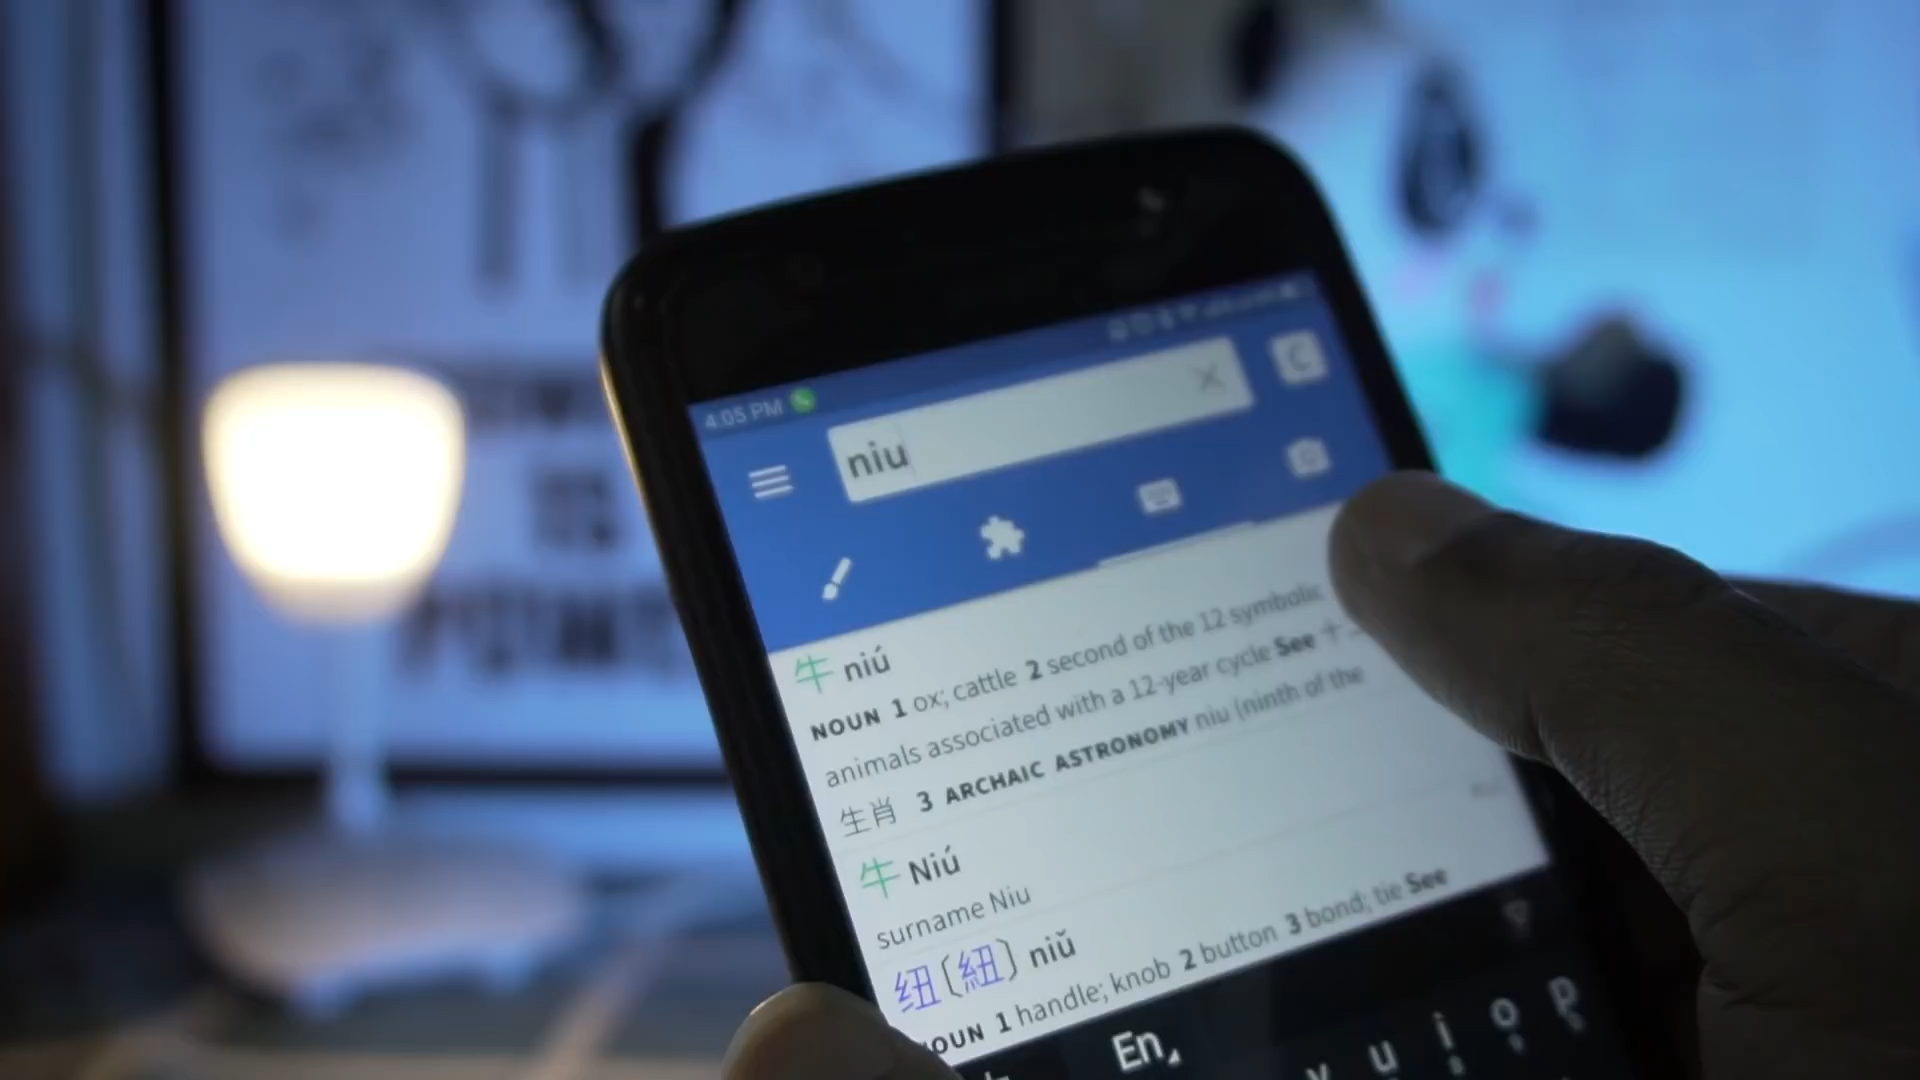 4:05 PM
niu
C
牛 niú
NOUN 1 ox; cattle 2 second of the 12 symbolic
animals associated with a 12-year cycle See 十二
生肖 3 ARCHAIC ASTRONOMY niu (ninth of the
牛 Niú
surname Niu
纽〔紐〕 niǔ
NOUN 1 handle; knob 2 button 3 bond; tie See
En
y u i o p